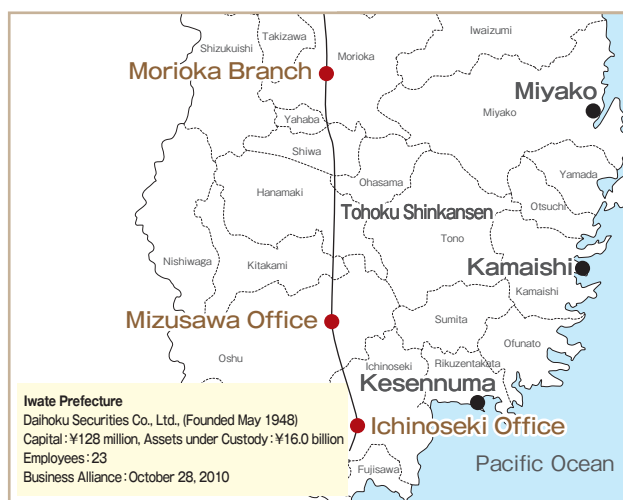 Takizawa
Iwaizumi
Shizukuishi
Morioka
Morioka Branch
Miyako
Miyako
Yahaba
Shiwa
Yamada
Ohasama
Hanamaki
Otsuchi
Tohoku Shinkansen
Tono
Nishiwaga
Kitakami
Kamaishi
Kamaishi
Mizusawa Office
Sumita
Ofunato
Oshu
Ichinoseki
Rikuzentakata
Kesennuma
Ichinoseki Office
Fujisawa
Pacific Ocean
Iwate Prefecture
Daihoku Securities Co., Ltd., (Founded May 1948)
Capital : ¥128 million, Assets under Custody : ¥16.0 billion
Employees : 23
Business Alliance : October 28, 2010